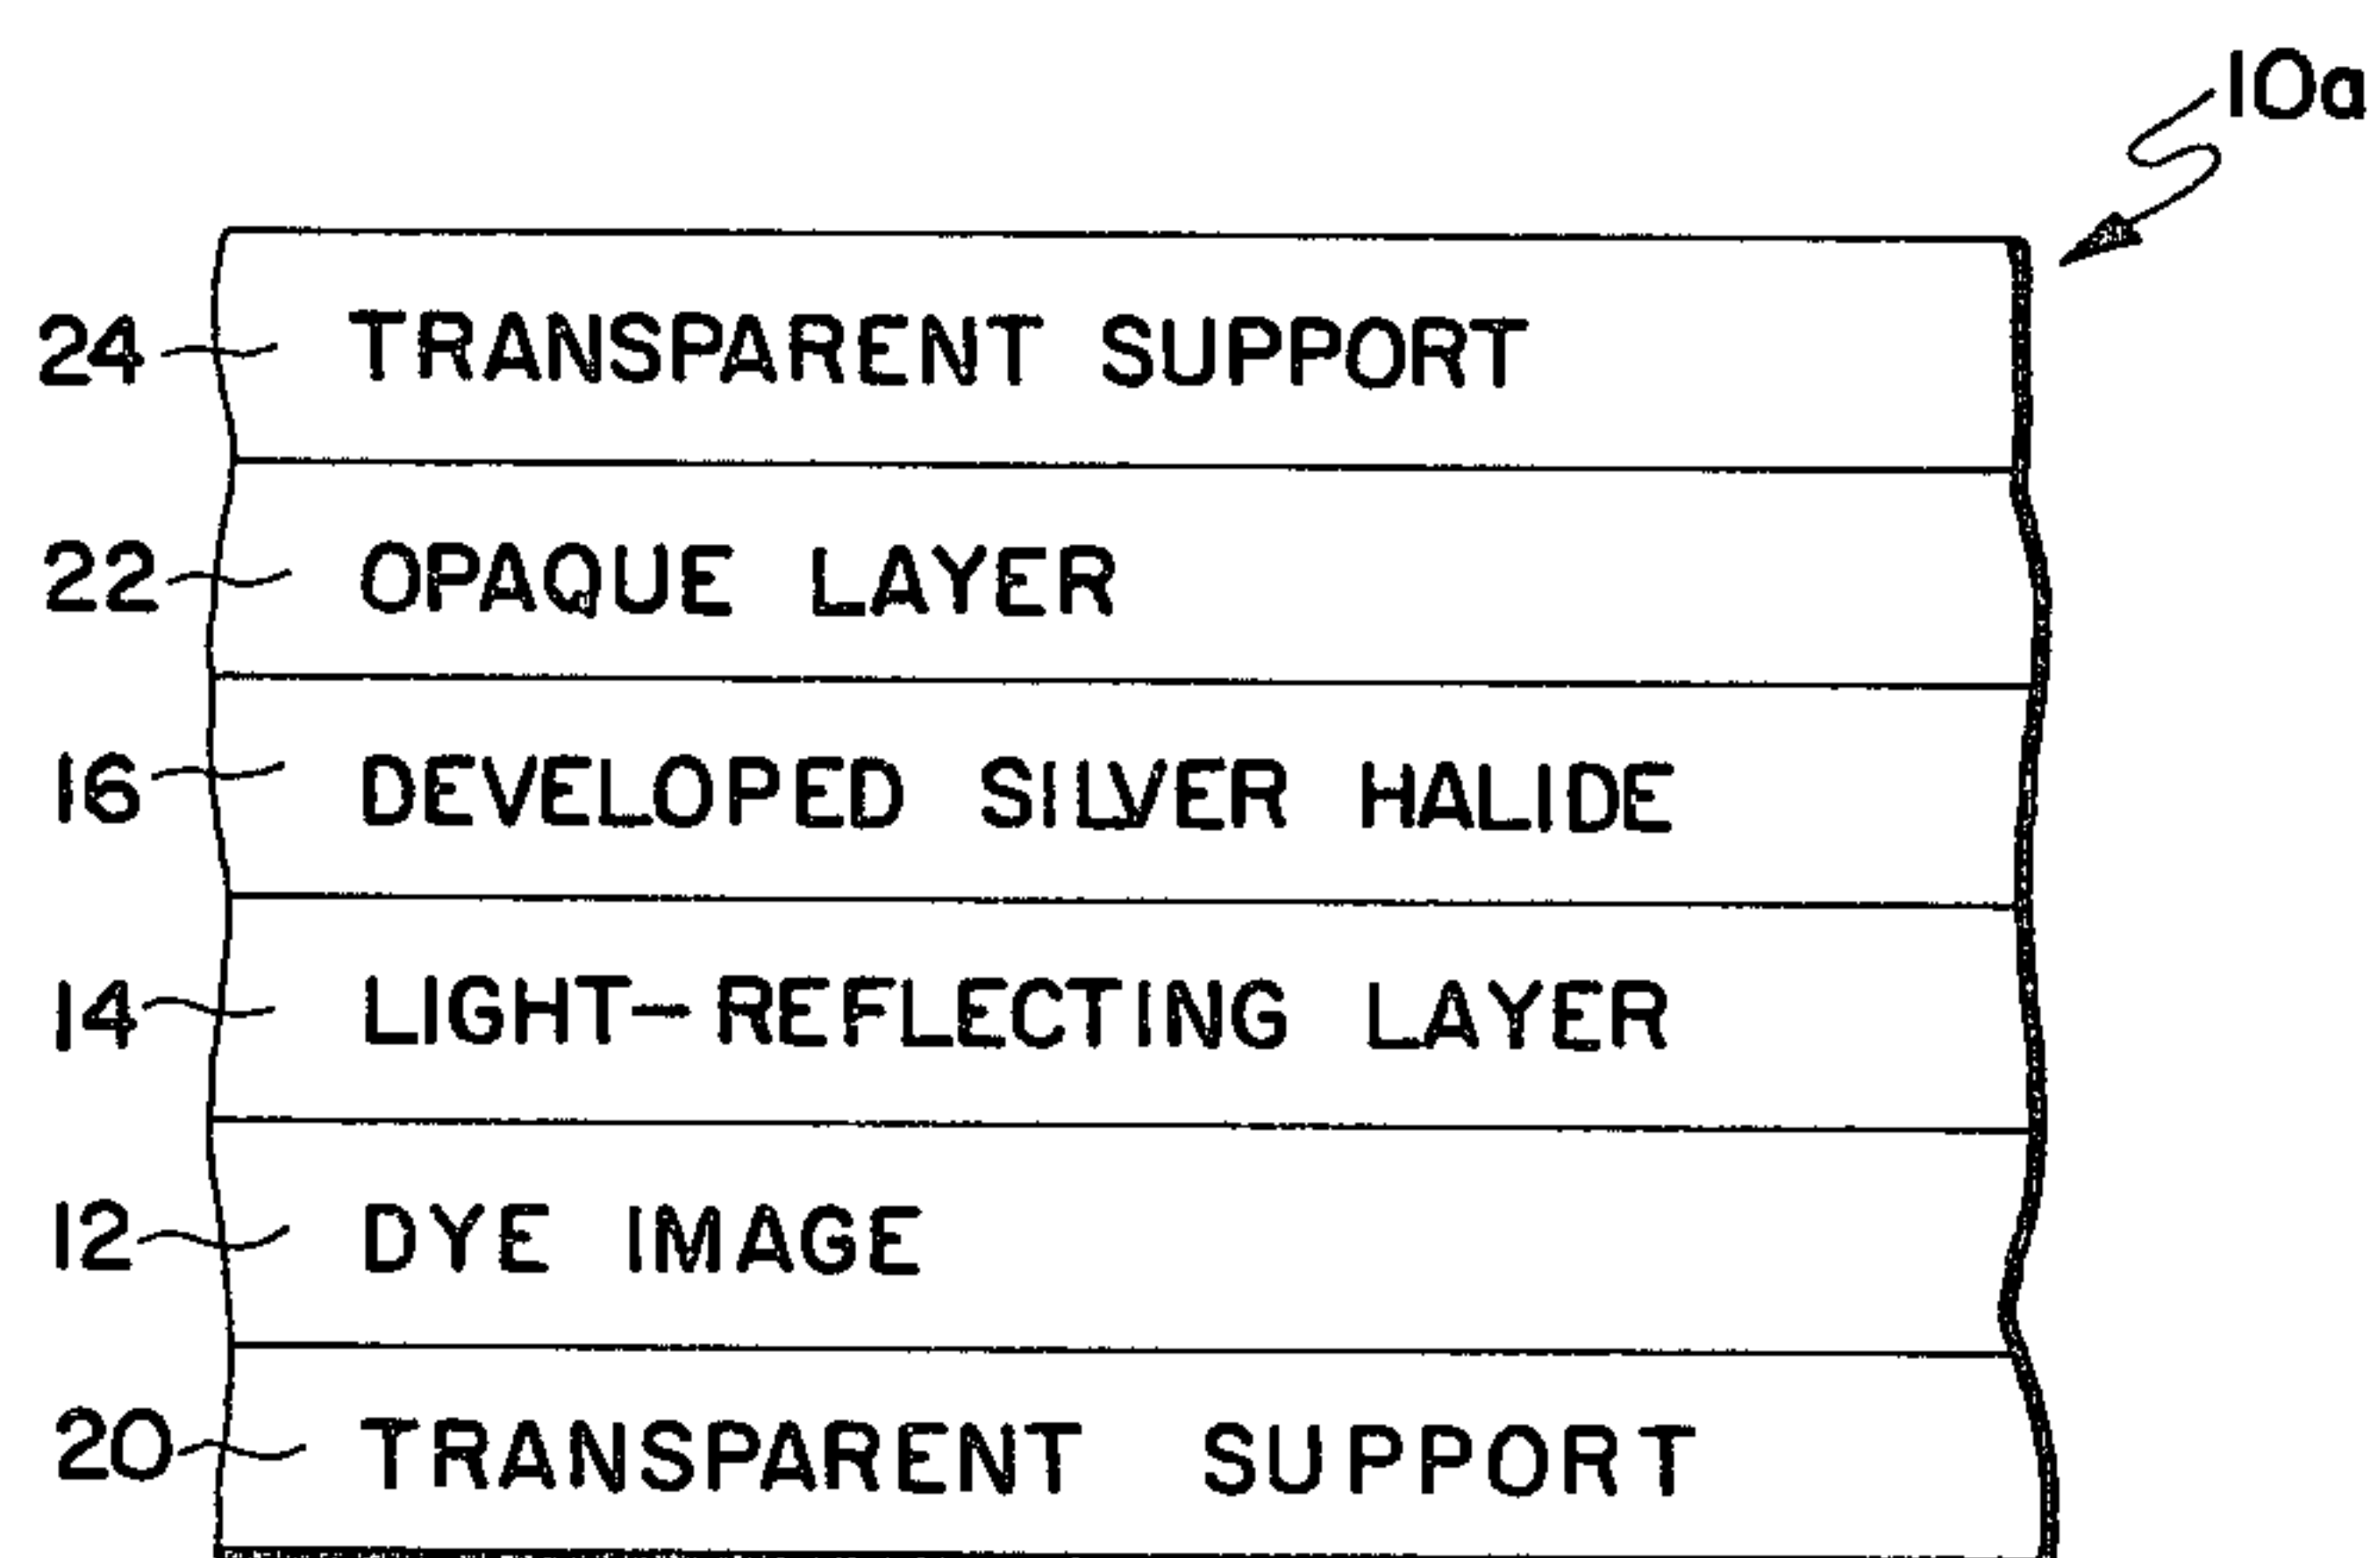 10a
24 TRANSPARENT SUPPORT
22 OPAQUE LAYER
16 DEVELOPED SILVER HALIDE
14 LIGHT-REFLECTING LAYER
12 DYE IMAGE
20 TRANSPARENT SUPPORT